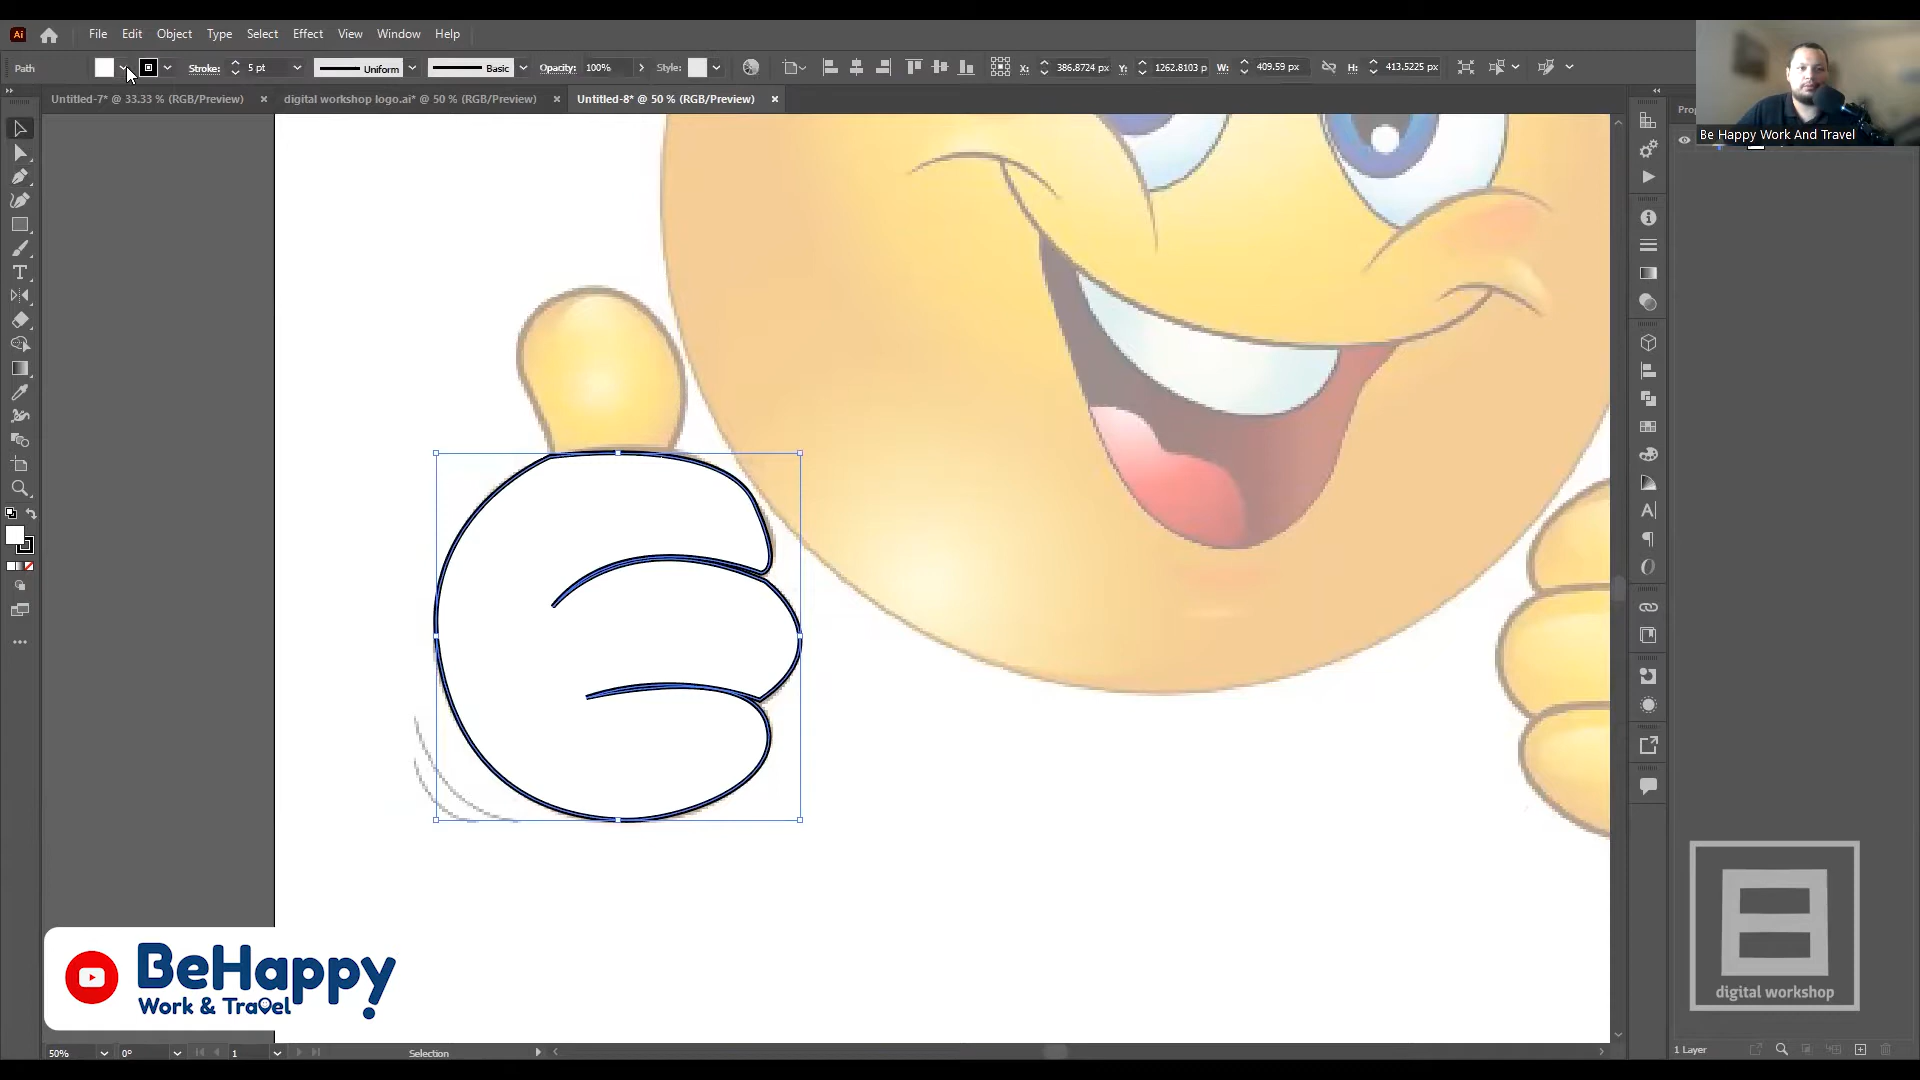 Ai File Edit Object Type Select Effect View Window Help
Path Stroke: 5 pt Uniform Basic Opacity: 100% Style: X: 386.8724 px Y: 1262.8103 p W: 409.59 px H: 413.5225 px
Be Happy Work And Travel
Untitled-7* @ 33.33 % (RGB/Preview) × digital workshop logo.ai* @ 50 % (RGB/Preview) × Untitled-8* @ 50 % (RGB/Preview) ×
BeHappy
Work & Travel
digital workshop
50% 0° 1 Selection 1 Layer